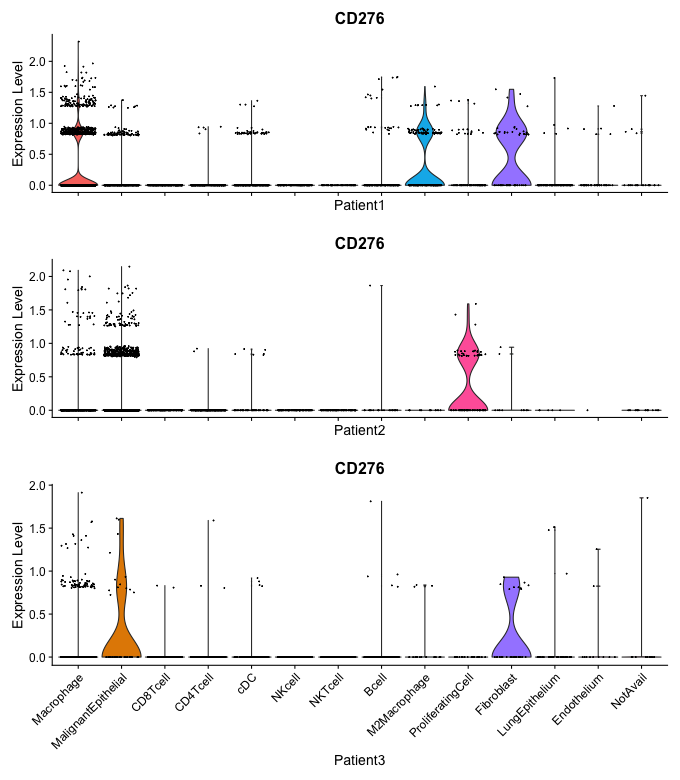 CD276
Expression Level
2.0
1.5
1.0
0.5
0.0
Patient1
CD276
Expression Level
2.0
1.5
1.0
0.5
0.0
Patient2
CD276
Expression Level
2.0
1.5
1.0
0.5
0.0
Macrophage
MalignantEpithelial
CD8Tcell
CD4Tcell
cDC
NKcell
NKTcell
Bcell
M2Macrophage
ProliferatingCell
Fibroblast
LungEpithelium
Endothelium
NotAvail
Patient3